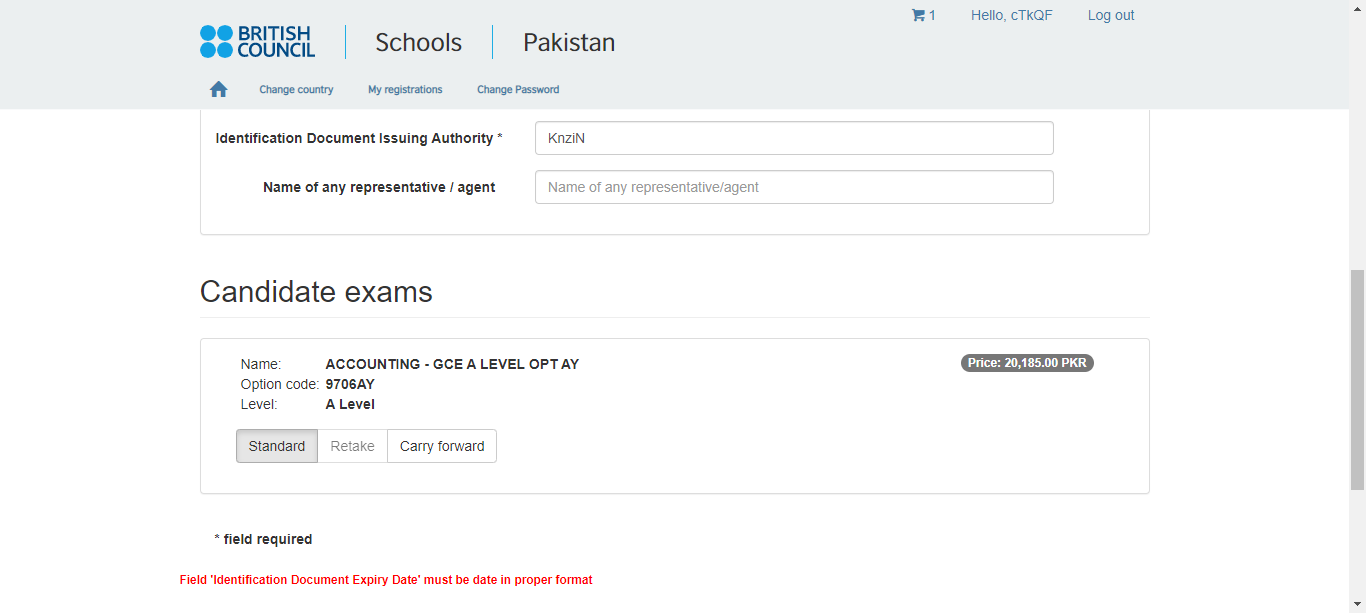 1 Hello, cTkQF Log out
BRITISH
COUNCIL
Schools
Pakistan
Change country My registrations Change Password
Identification Document Issuing Authority * KnziN
Name of any representative / agent Name of any representative/agent
Candidate exams
Name: ACCOUNTING - GCE A LEVEL OPT AY Price: 20,185.00 PKR
Option code: 9706AY
Level: A Level
Standard Retake Carry forward
* field required
Field 'Identification Document Expiry Date' must be date in proper format